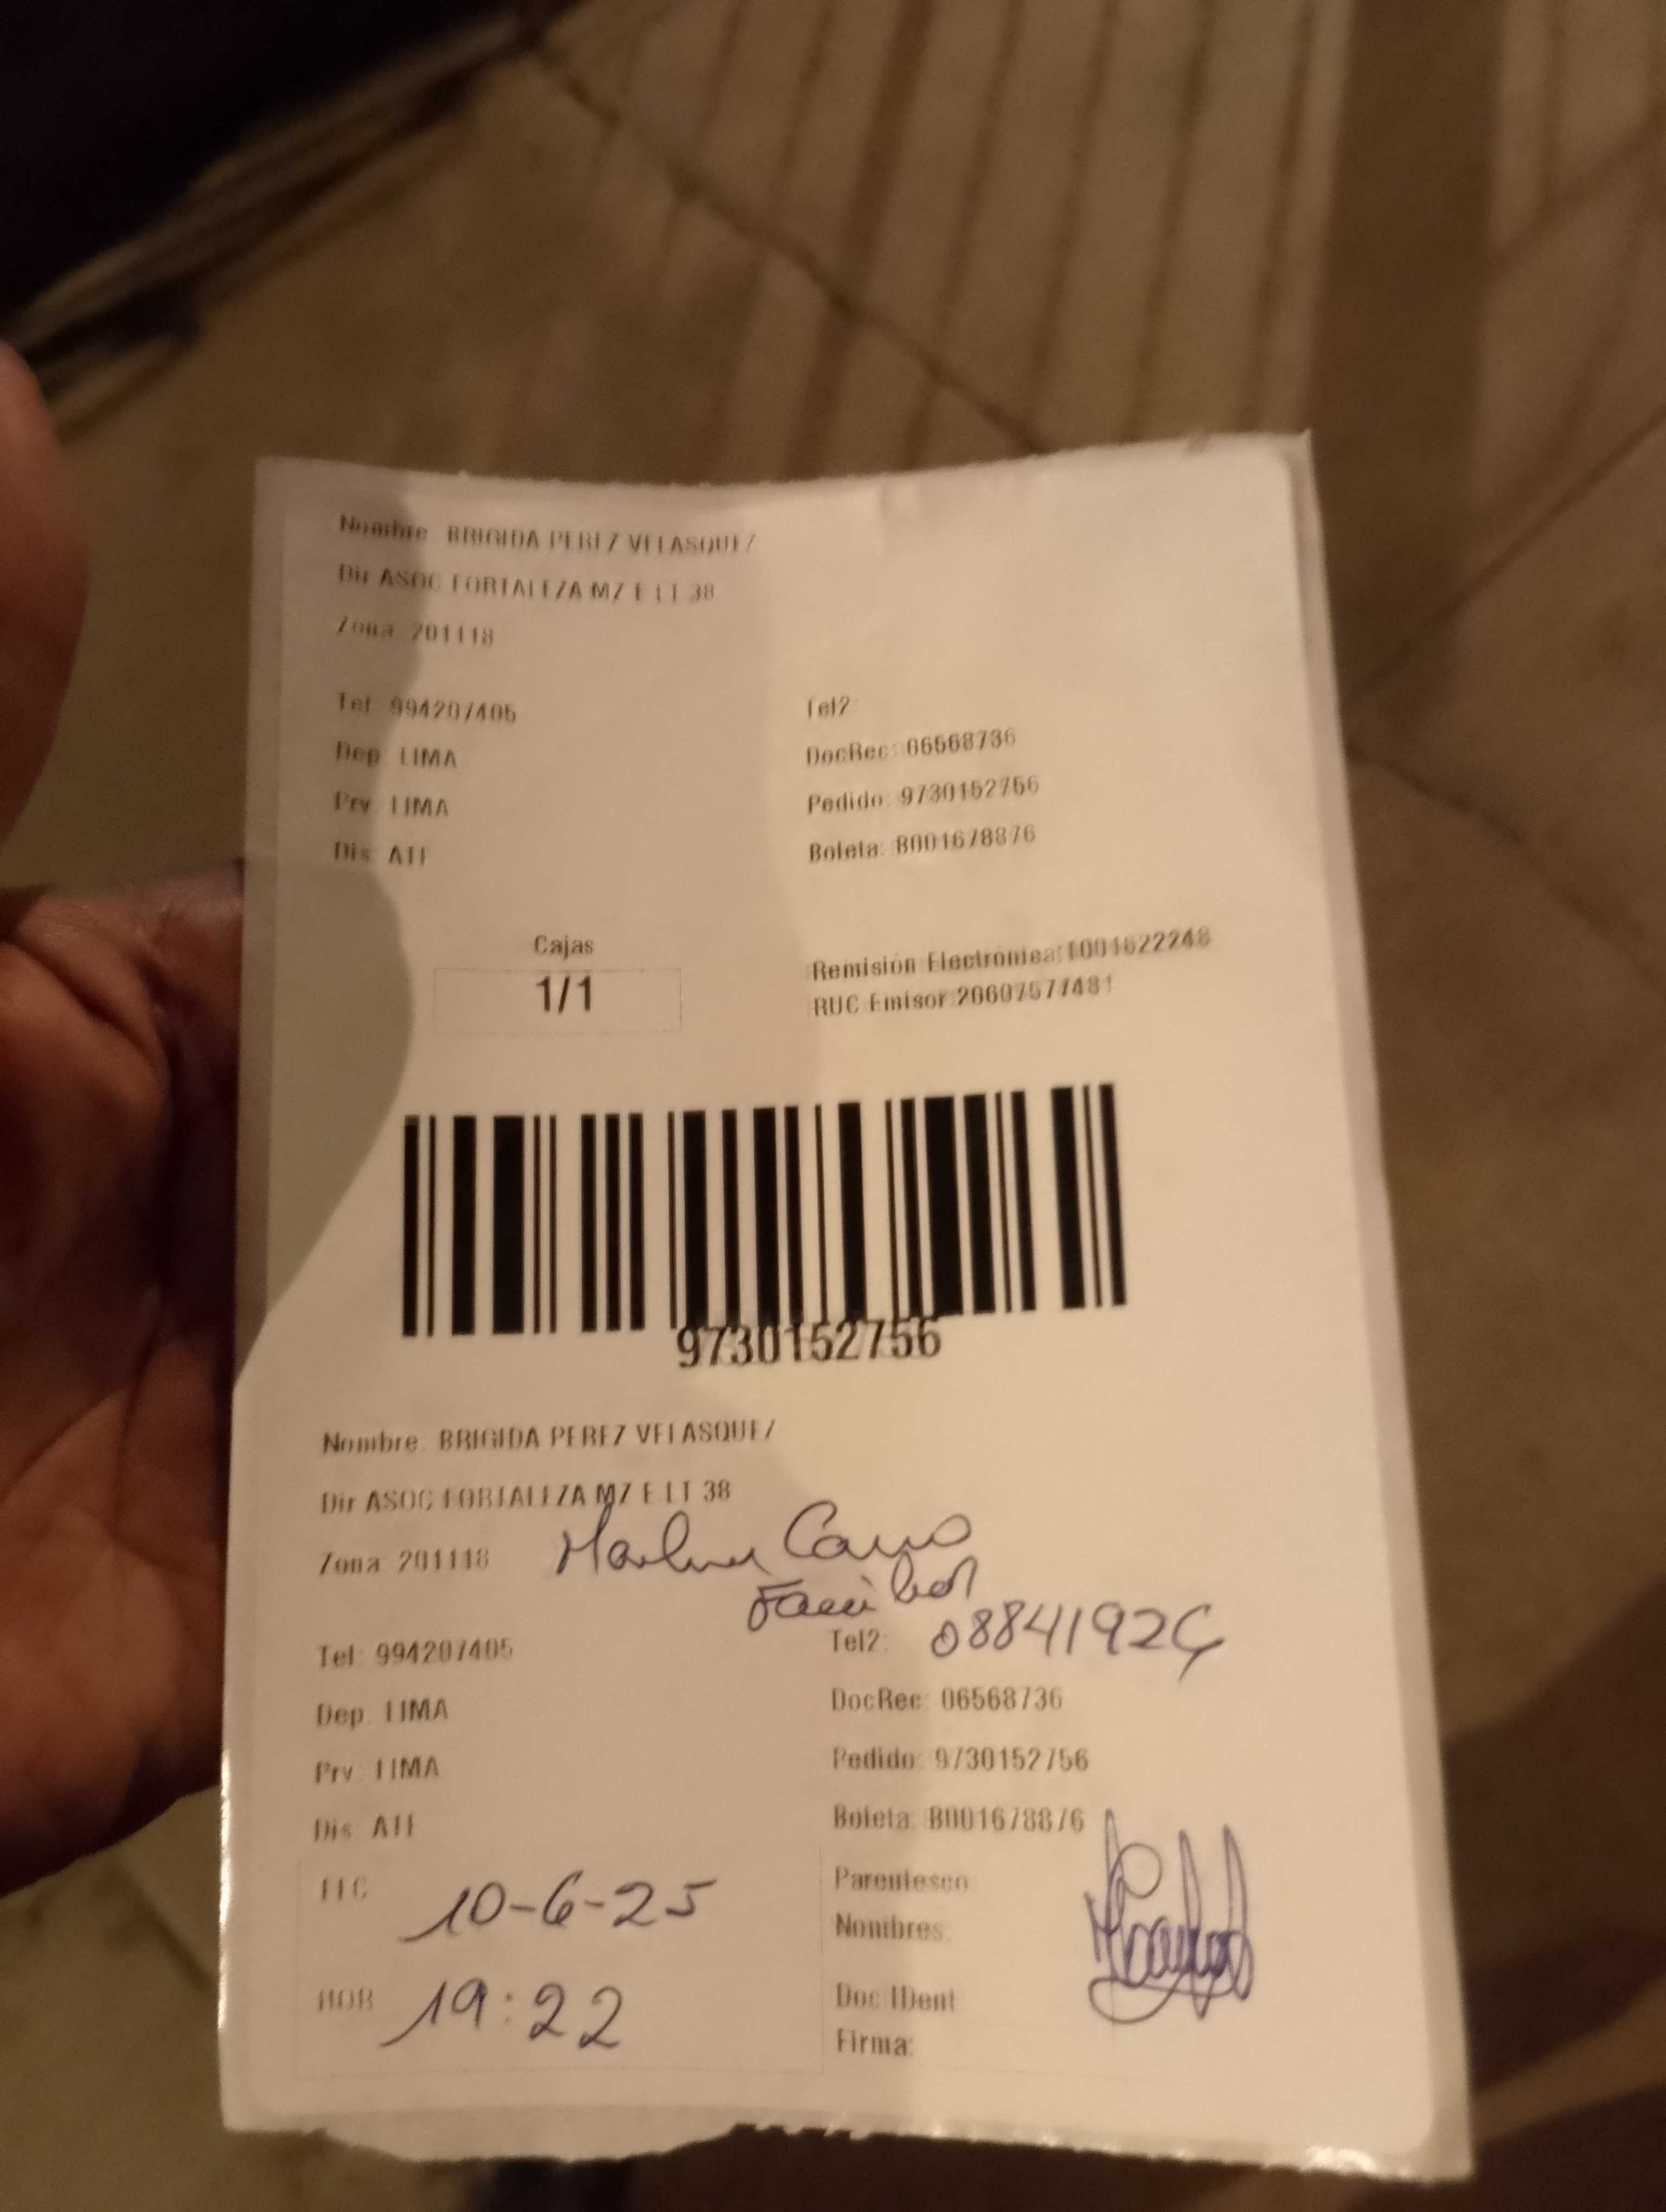 Nombre: BRIGIDA PEREZ VELASQUEZ
Dir: ASOC FORTALEZA MZ E LT 38
Zona: 201118
Tel: 994207405
Tel2:
Dep: LIMA
DocRec: 06568736
Prv: LIMA
Pedido: 9730152756
Dis: ATE
Boleta: B001678876
Cajas
1/1
Remisión Electrónica: T001622248
RUC Emisor: 20607577481
9730152756
Nombre: BRIGIDA PEREZ VELASQUEZ
Dir: ASOC FORTALEZA MZ E LT 38
Zona: 201118
Tel: 994207405
Tel2: 08841924
Dep: LIMA
DocRec: 06568736
Prv: LIMA
Pedido: 9730152756
Dis: ATE
Boleta: B001678876
FEC 10-6-25
Parentesco
Nombres:
HOR 19:22
Doc IDent
Firma: